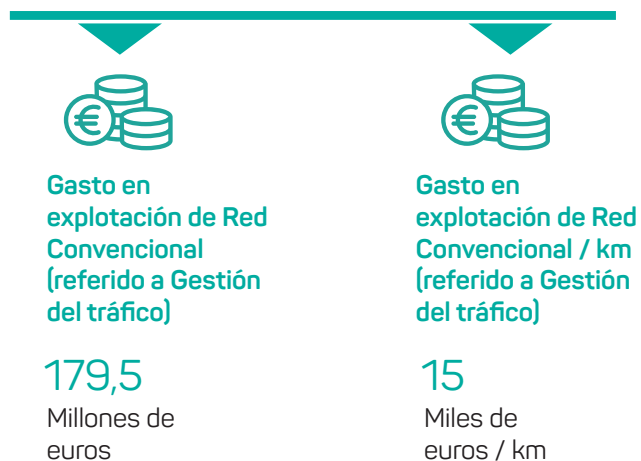 €
Gasto en
explotación de Red
Convencional
(referido a Gestión
del tráfico)
179,5
Millones de
euros
€
Gasto en
explotación de Red
Convencional / km
(referido a Gestión
del tráfico)
15
Miles de
euros / km